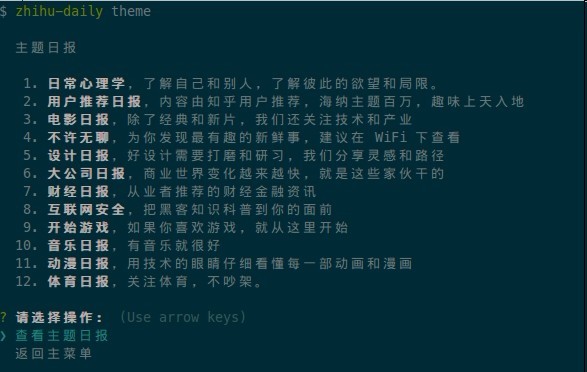 $ zhihu-daily theme
主题日报
1. 日常心理学，了解自己和别人，了解彼此的欲望和局限。
2. 用户推荐日报，内容由知乎用户推荐，海纳主题百万，趣味上天入地
3. 电影日报，除了经典和新片，我们还关注技术和产业
4. 不许无聊，为你发现最有趣的新鲜事，建议在 WiFi 下查看
5. 设计日报，好设计需要打磨和研习，我们分享灵感和路径
6. 大公司日报，商业世界变化越来越快，就是这些家伙干的
7. 财经日报，从业者推荐的财经金融资讯
8. 互联网安全，把黑客知识科普到你的面前
9. 开始游戏，如果你喜欢游戏，就从这里开始
10. 音乐日报，有音乐就很好
11. 动漫日报，用技术的眼睛仔细看懂每一部动画和漫画
12. 体育日报，关注体育，不吵架。
? 请选择操作: (Use arrow keys)
❯ 查看主题日报
返回主菜单